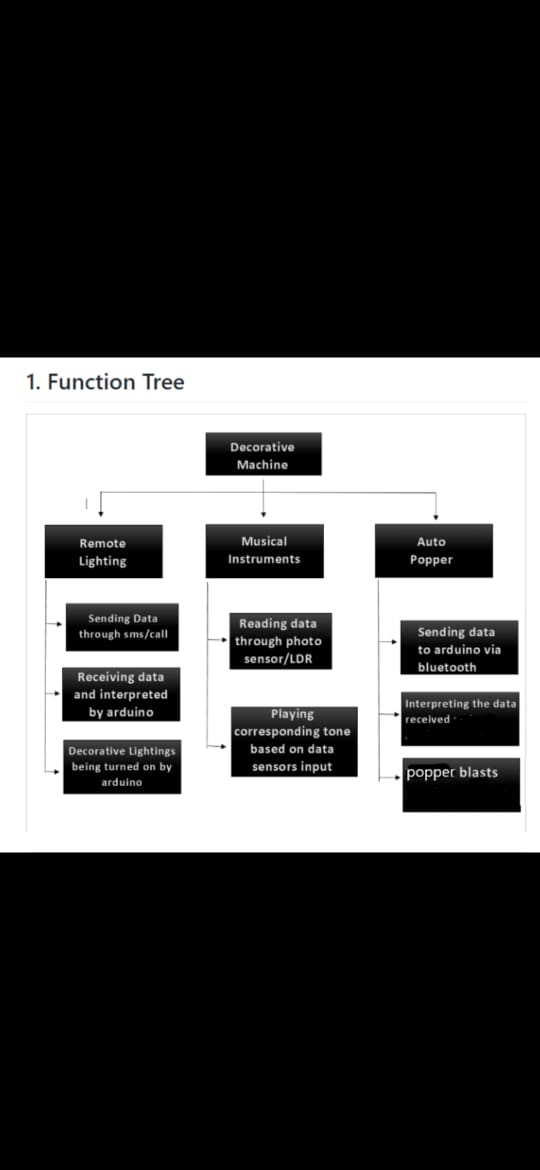 1. Function Tree
Decorative
Machine
Remote
Lighting
Sending Data
through sms/call
Receiving data
and interpreted
by arduino
Decorative Lightings
being turned on by
arduino
Musical
Instruments
Reading data
through photo
sensor/LDR
Playing
corresponding tone
based on data
sensors input
Auto
Popper
Sending data
to arduino via
bluetooth
Interpreting the data
received
popper blasts